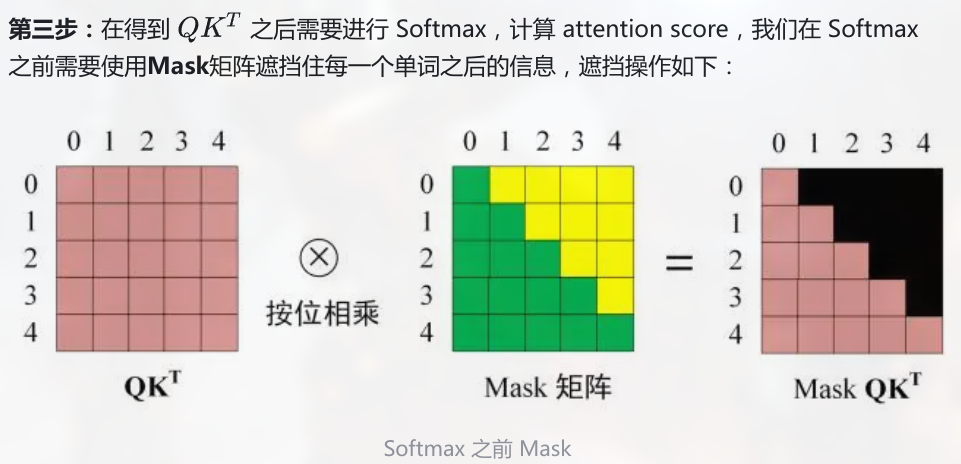 第三步：在得到 QK^T 之后需要进行 Softmax，计算 attention score，我们在 Softmax
之前需要使用Mask矩阵遮挡住每一个单词之后的信息，遮挡操作如下：
0 1 2 3 4
0
1
2
3
4
QK^T
按位相乘
0 1 2 3 4
0
1
2
3
4
Mask 矩阵
=
0 1 2 3 4
0
1
2
3
4
Mask QK^T
Softmax 之前 Mask